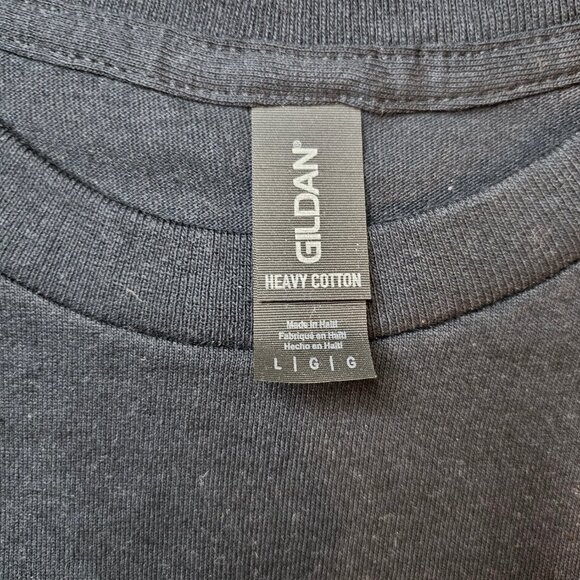 GILDAN®
HEAVY COTTON
Made in Haiti
Fabriqué en Haïti
Hecho en Haití
L | G | G